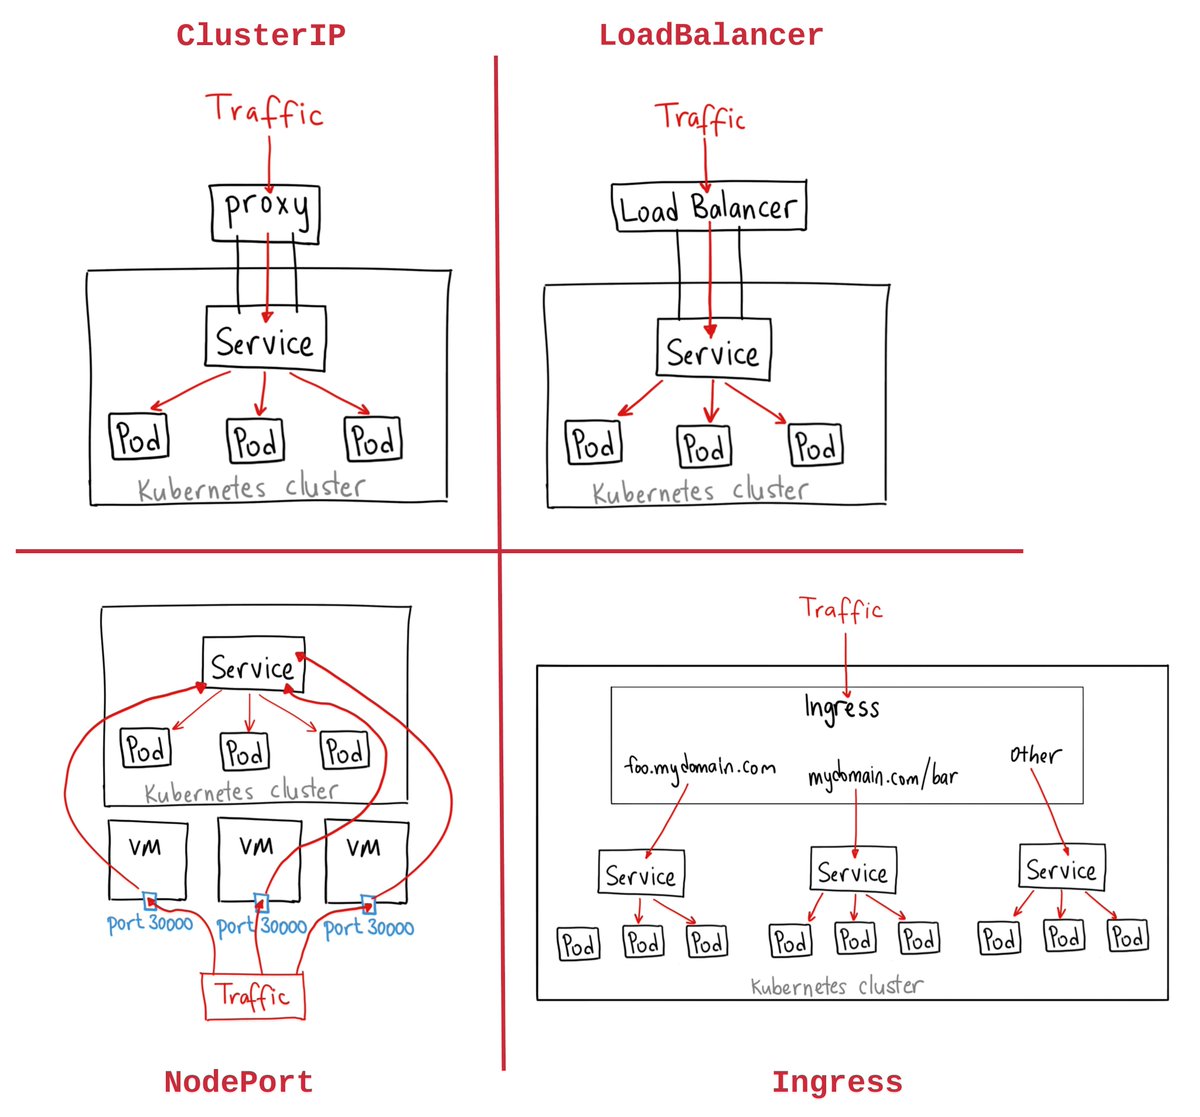 ClusterIP
Traffic
proxy
Service
Pod Pod Pod
Kubernetes cluster
LoadBalancer
Traffic
Load Balancer
Service
Pod Pod Pod
Kubernetes cluster
Service
Pod Pod Pod
Kubernetes cluster
VM VM VM
port 30000 port 30000 port 30000
Traffic
NodePort
Traffic
Ingress
foo.mydomain.com mydomain.com/bar Other
Service Service Service
Pod Pod Pod Pod Pod Pod Pod Pod Pod
Kubernetes cluster
Ingress